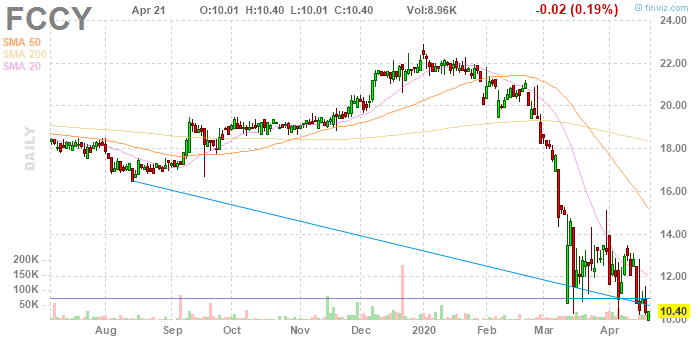 © finviz.com
FCCY
Apr 21 O:10.01 H:10.40 L:10.01 C:10.40 Vol:8.96K -0.02 (0.19%)
SMA 50
SMA 200
SMA 20
DAILY
24.00
22.00
20.00
18.00
16.00
14.00
12.00
10.40
10.00
200K
150K
100K
50K
Aug Sep Oct Nov Dec 2020 Feb Mar Apr